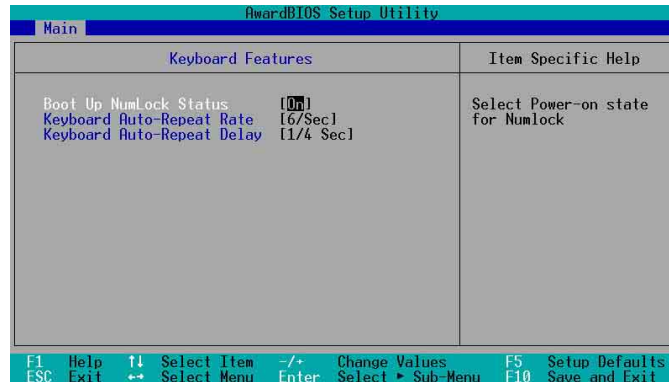 AwardBIOS Setup Utility
Main
Keyboard Features
Item Specific Help
Boot Up NumLock Status [On]
Keyboard Auto-Repeat Rate [6/Sec]
Keyboard Auto-Repeat Delay [1/4 Sec]
Select Power-on state
for Numlock
F1 Help ↑↓ Select Item -/+ Change Values F5 Setup Defaults
ESC Exit ←→ Select Menu Enter Select ► Sub-Menu F10 Save and Exit